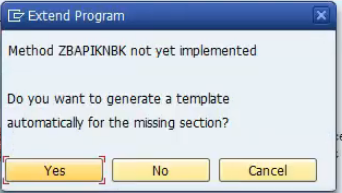 Extend Program
Method ZBAPIKNBK not yet implemented
Do you want to generate a template
automatically for the missing section?
Yes
No
Cancel